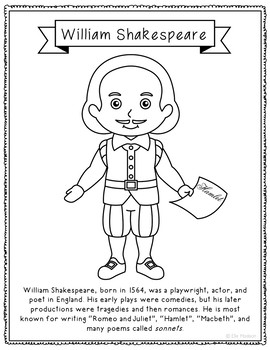 William Shakespeare
Hamlet
William Shakespeare, born in 1564, was a playwright, actor, and
poet in England. His early plays were comedies, but his later
productions were tragedies and then romances. He is most
known for writing "Romeo and Juliet", "Hamlet", "Macbeth", and
many poems called sonnets.